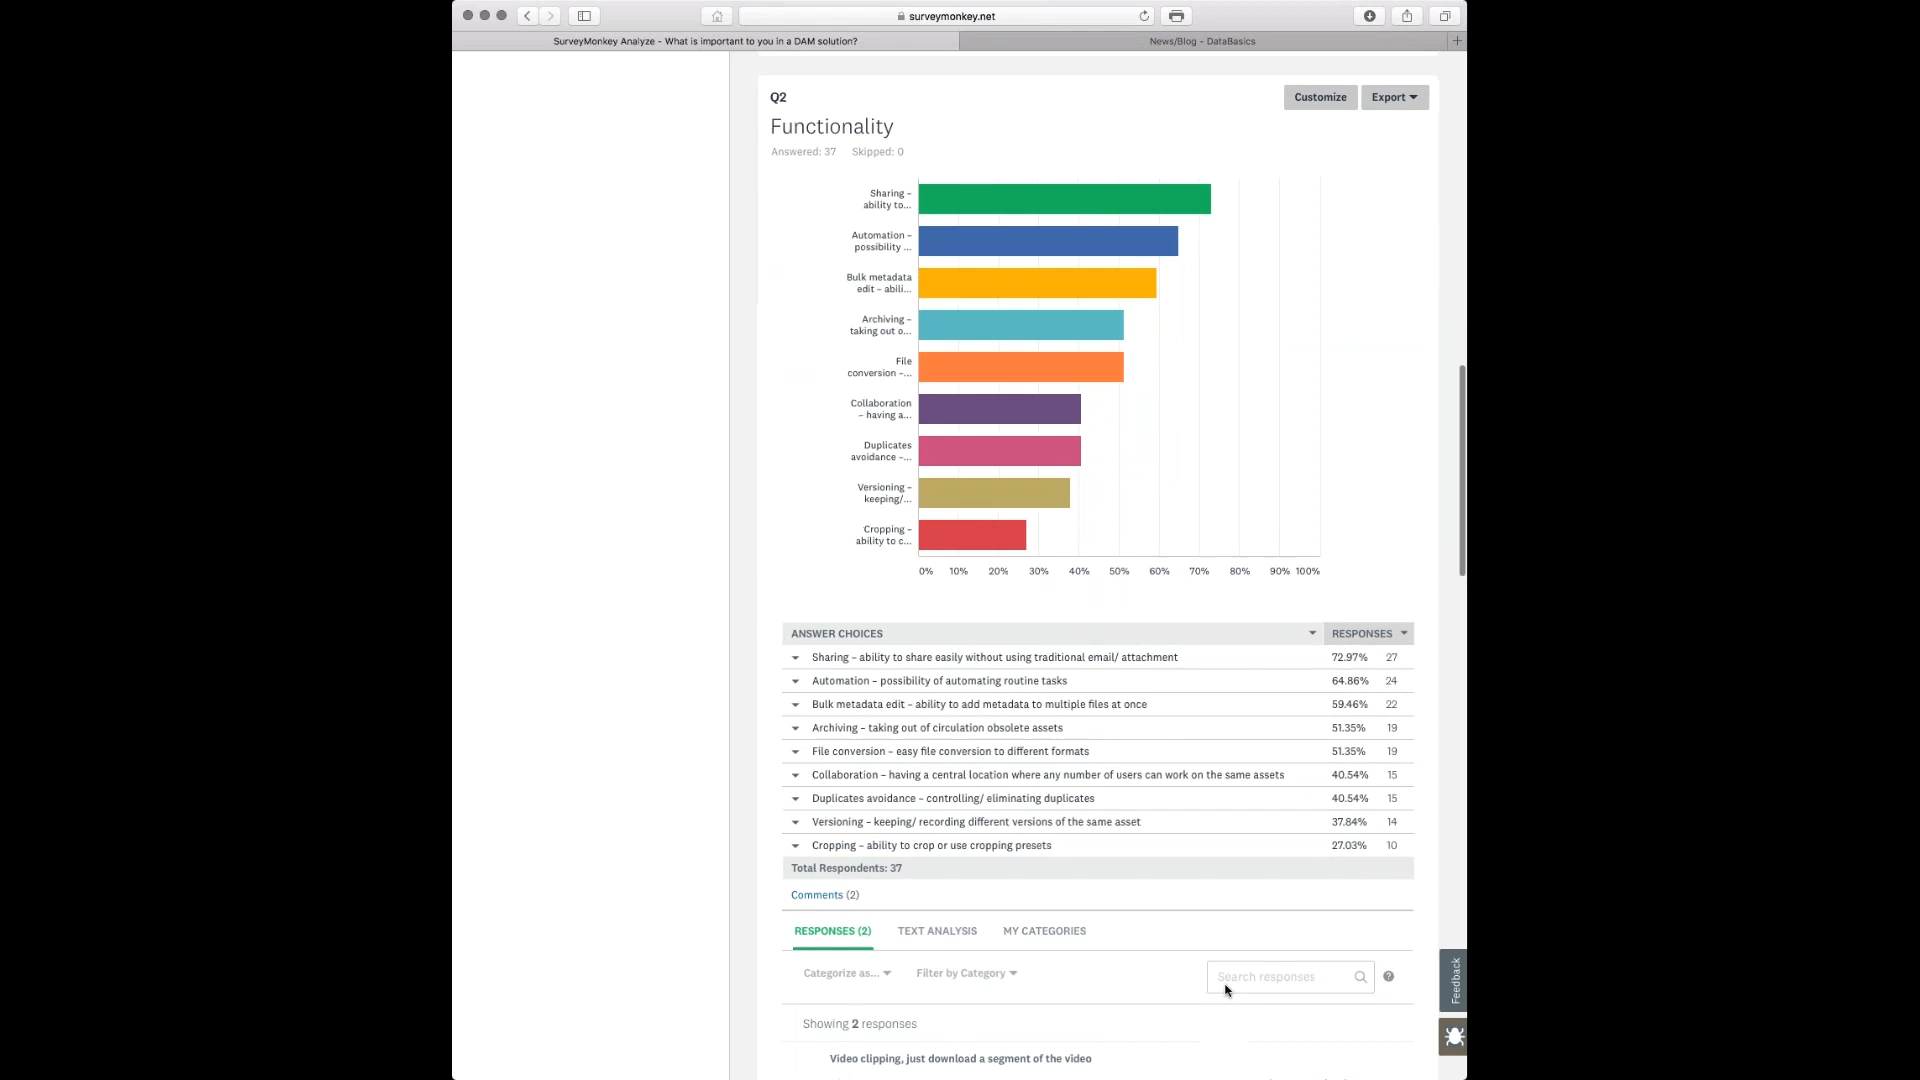 surveymonkey.net
SurveyMonkey Analyze - What is important to you in a DAM solution?
News/Blog - DataBasics
Q2
Customize
Export
Functionality
Answered: 37 Skipped: 0
Sharing –
ability to...
Automation –
possibility ...
Bulk metadata
edit – abili...
Archiving –
taking out o...
File
conversion –...
Collaboration
– having a...
Duplicates
avoidance –...
Versioning –
keeping/...
Cropping –
ability to c...
0% 10% 20% 30% 40% 50% 60% 70% 80% 90% 100%
ANSWER CHOICES RESPONSES
Sharing – ability to share easily without using traditional email/ attachment 72.97% 27
Automation – possibility of automating routine tasks 64.86% 24
Bulk metadata edit – ability to add metadata to multiple files at once 59.46% 22
Archiving – taking out of circulation obsolete assets 51.35% 19
File conversion – easy file conversion to different formats 51.35% 19
Collaboration – having a central location where any number of users can work on the same assets 40.54% 15
Duplicates avoidance – controlling/ eliminating duplicates 40.54% 15
Versioning – keeping/ recording different versions of the same asset 37.84% 14
Cropping – ability to crop or use cropping presets 27.03% 10
Total Respondents: 37
Comments (2)
RESPONSES (2) TEXT ANALYSIS MY CATEGORIES
Categorize as... Filter by Category Search responses ?
Feedback
Showing 2 responses
Video clipping, just download a segment of the video